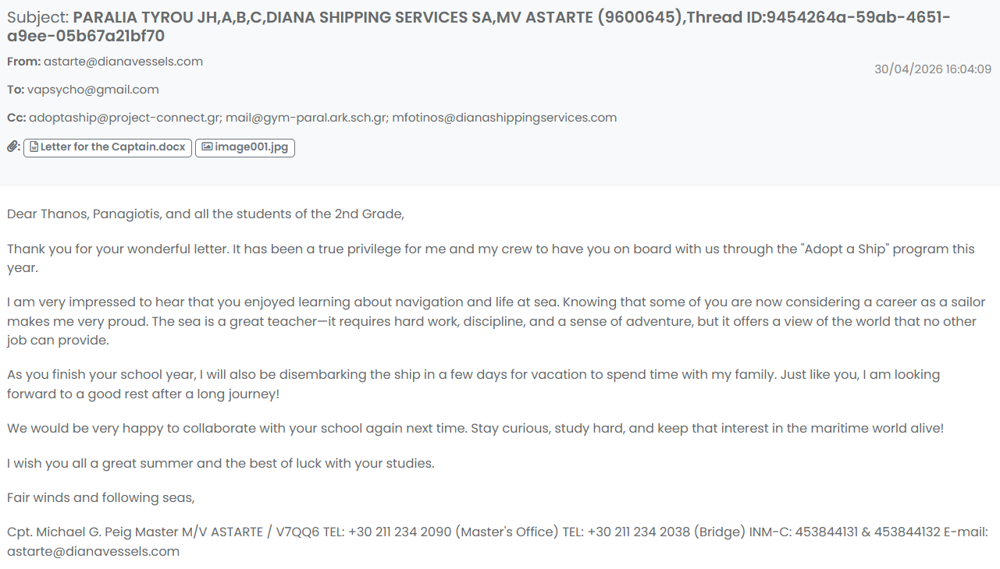 Subject: PARALIA TYROU JH,A,B,C,DIANA SHIPPING SERVICES SA,MV ASTARTE (9600645),Thread ID:9454264a-59ab-4651-
a9ee-05b67a21bf70
From: astarte@dianavessels.com
30/04/2026 16:04:09
To: vapsycho@gmail.com
Cc: adoptaship@project-connect.gr; mail@gym-paral.ark.sch.gr; mfotinos@dianashippingservices.com
: Letter for the Captain.docx image001.jpg
Dear Thanos, Panagiotis, and all the students of the 2nd Grade,
Thank you for your wonderful letter. It has been a true privilege for me and my crew to have you on board with us through the "Adopt a Ship" program this
year.
I am very impressed to hear that you enjoyed learning about navigation and life at sea. Knowing that some of you are now considering a career as a sailor
makes me very proud. The sea is a great teacher—it requires hard work, discipline, and a sense of adventure, but it offers a view of the world that no other
job can provide.
As you finish your school year, I will also be disembarking the ship in a few days for vacation to spend time with my family. Just like you, I am looking
forward to a good rest after a long journey!
We would be very happy to collaborate with your school again next time. Stay curious, study hard, and keep that interest in the maritime world alive!
I wish you all a great summer and the best of luck with your studies.
Fair winds and following seas,
Cpt. Michael G. Peig Master M/V ASTARTE / V7QQ6 TEL: +30 211 234 2090 (Master's Office) TEL: +30 211 234 2038 (Bridge) INM-C: 453844131 & 453844132 E-mail:
astarte@dianavessels.com